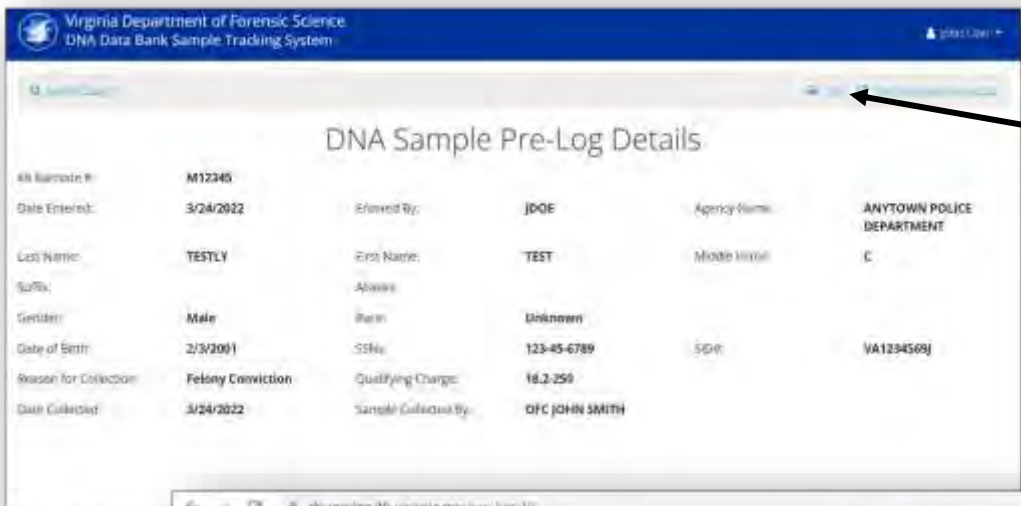 Virginia Department of Forensic Science
DNA Data Bank Sample Tracking System
DNA Sample Pre-Log Details
Kit Barcode #: M12345
Date Entered: 3/24/2022 Entered By: JDOE Agency Name: ANYTOWN POLICE DEPARTMENT
Last Name: TESTLY First Name: TEST Middle Initial: C
Suffix: Aliases:
Gender: Male Race: Unknown
Date of Birth: 2/3/2001 SSN: 123-45-6789 SID#: VA1234569J
Reason for Collection: Felony Conviction Qualifying Charge: 18.2-250
Date Collected: 3/24/2022 Sample Collected By: OFC JOHN SMITH